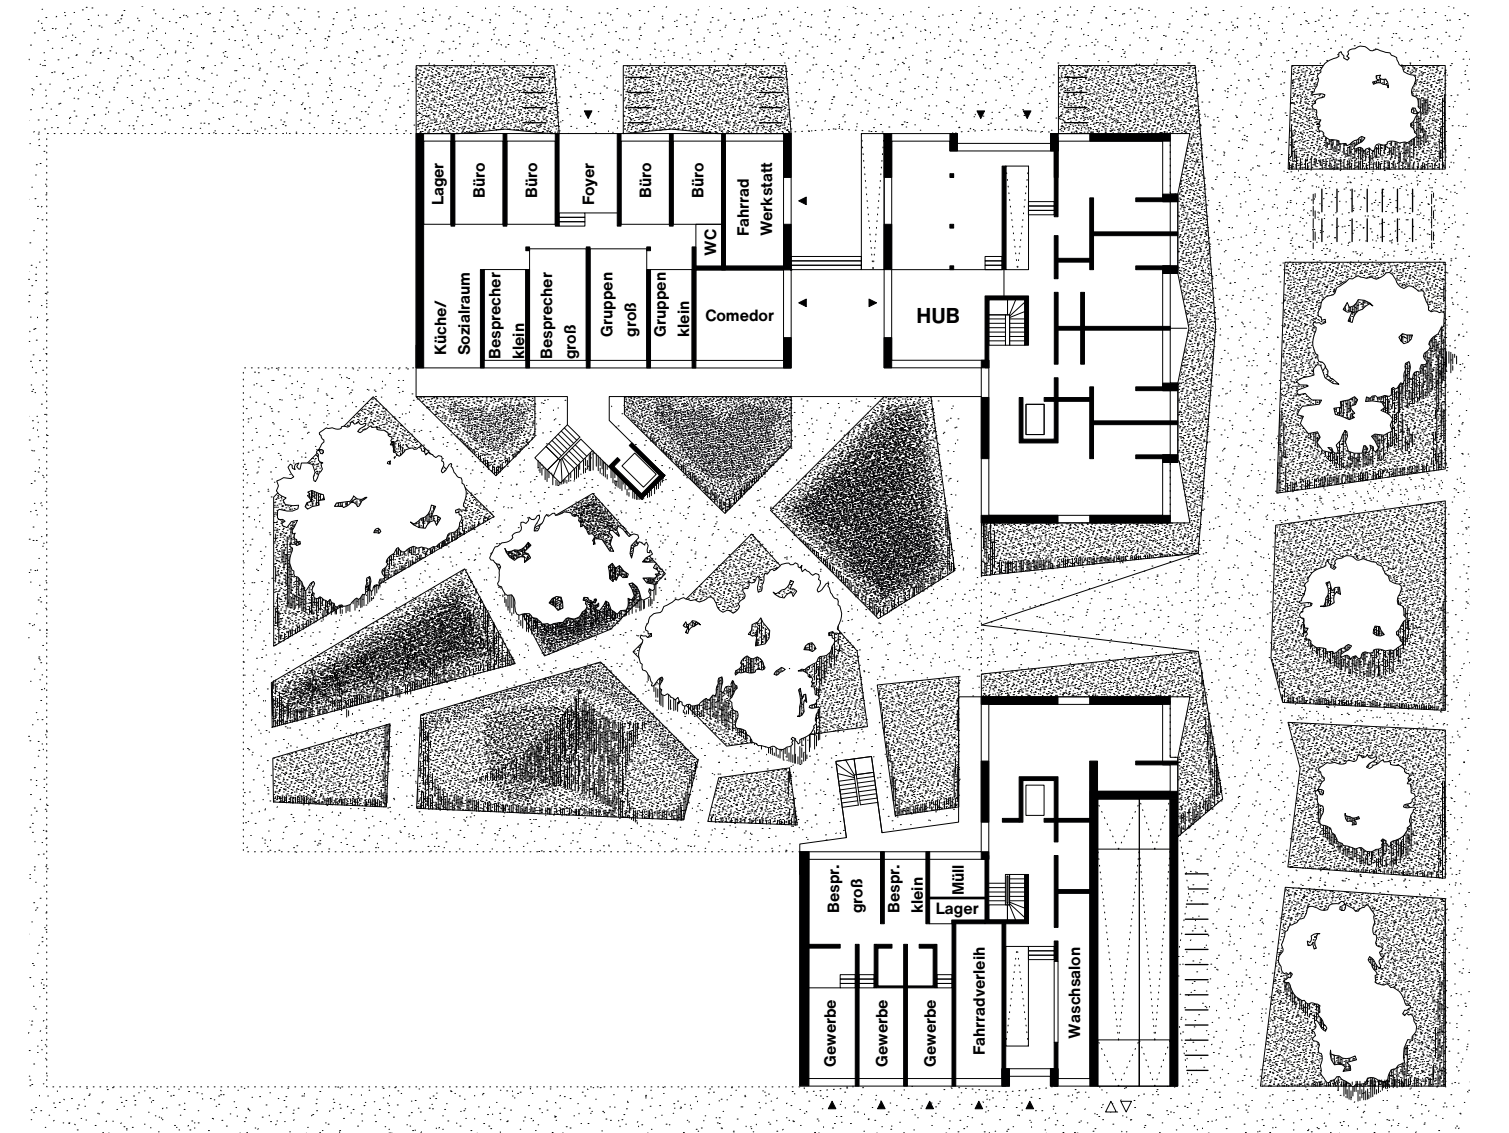 Lager
Büro
Büro
Foyer
Büro
Büro
WC
Fahrrad
Werkstatt
Küche/
Sozialraum
Besprecher
klein
Besprecher
groß
Gruppen
groß
Gruppen
klein
Comedor
HUB
Bespr.
groß
Bespr.
klein
Müll
Lager
Gewerbe
Gewerbe
Gewerbe
Fahrradverleih
Waschsalon